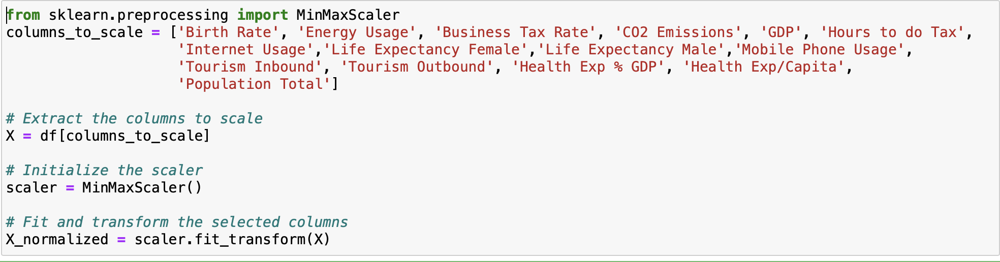 from sklearn.preprocessing import MinMaxScaler
columns_to_scale = ['Birth Rate', 'Energy Usage', 'Business Tax Rate', 'CO2 Emissions', 'GDP', 'Hours to do Tax',
                    'Internet Usage','Life Expectancy Female','Life Expectancy Male','Mobile Phone Usage',
                    'Tourism Inbound', 'Tourism Outbound', 'Health Exp % GDP', 'Health Exp/Capita',
                    'Population Total']

# Extract the columns to scale
X = df[columns_to_scale]

# Initialize the scaler
scaler = MinMaxScaler()

# Fit and transform the selected columns
X_normalized = scaler.fit_transform(X)